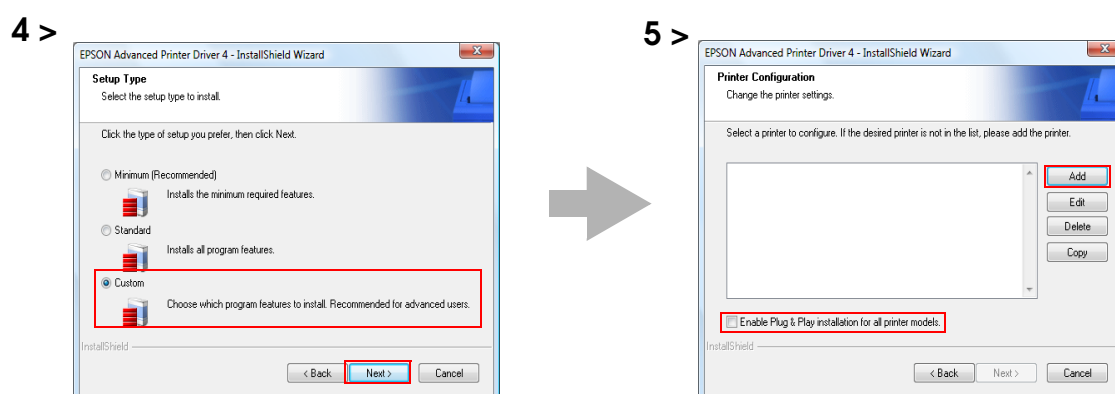 4 >
EPSON Advanced Printer Driver 4 - InstallShield Wizard
Setup Type
Select the setup type to install.
Click the type of setup you prefer, then click Next.
Minimum (Recommended)
Installs the minimum required features.
Standard
Installs all program features.
Custom
Choose which program features to install. Recommended for advanced users.
InstallShield
< Back
Next >
Cancel
5 >
EPSON Advanced Printer Driver 4 - InstallShield Wizard
Printer Configuration
Change the printer settings.
Select a printer to configure. If the desired printer is not in the list, please add the printer.
Add
Edit
Delete
Copy
Enable Plug & Play installation for all printer models.
InstallShield
< Back
Next >
Cancel